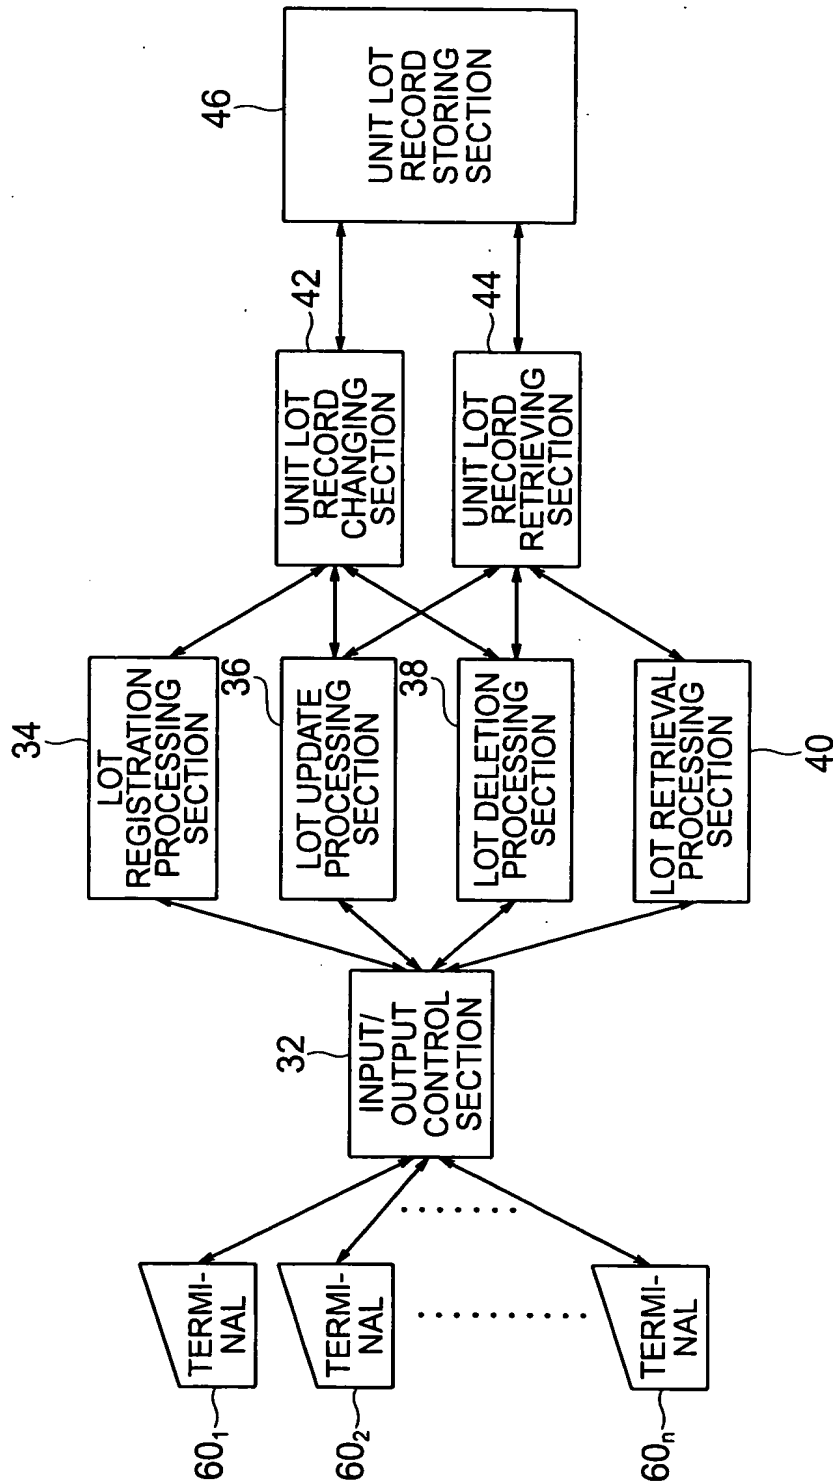 TERMI-
NAL
60₁
TERMI-
NAL
60₂
TERMI-
NAL
60ₙ
32
INPUT/
OUTPUT
CONTROL
SECTION
34
LOT
REGISTRATION
PROCESSING
SECTION
36
LOT UPDATE
PROCESSING
SECTION
38
LOT DELETION
PROCESSING
SECTION
LOT RETRIEVAL
PROCESSING
SECTION
40
42
UNIT LOT
RECORD
CHANGING
SECTION
44
UNIT LOT
RECORD
RETRIEVING
SECTION
46
UNIT LOT
RECORD
STORING
SECTION